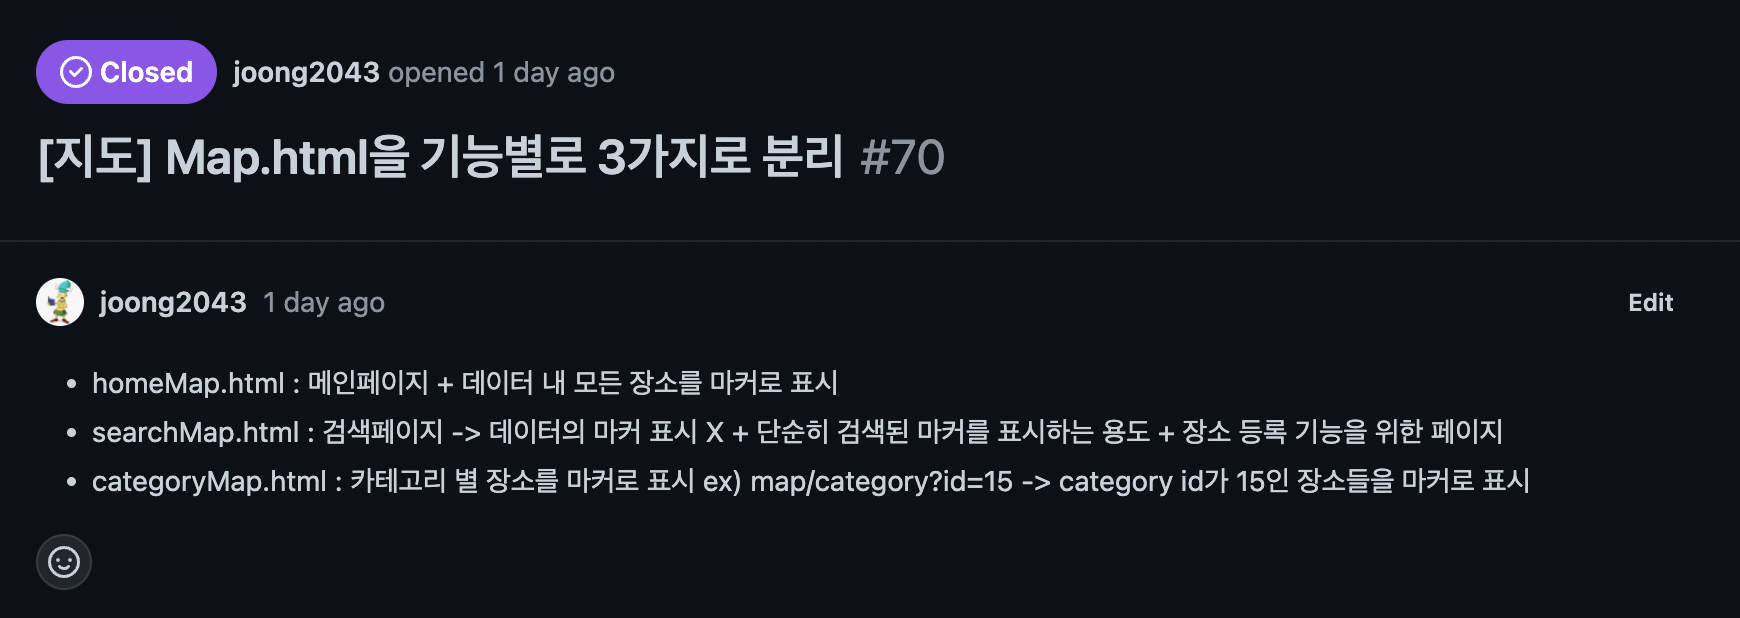 Closed joong2043 opened 1 day ago
[지도] Map.html을 기능별로 3가지로 분리 #70
joong2043 1 day ago Edit
• homeMap.html : 메인페이지 + 데이터 내 모든 장소를 마커로 표시
• searchMap.html : 검색페이지 -> 데이터의 마커 표시 X + 단순히 검색된 마커를 표시하는 용도 + 장소 등록 기능을 위한 페이지
• categoryMap.html : 카테고리 별 장소를 마커로 표시 ex) map/category?id=15 -> category id가 15인 장소들을 마커로 표시